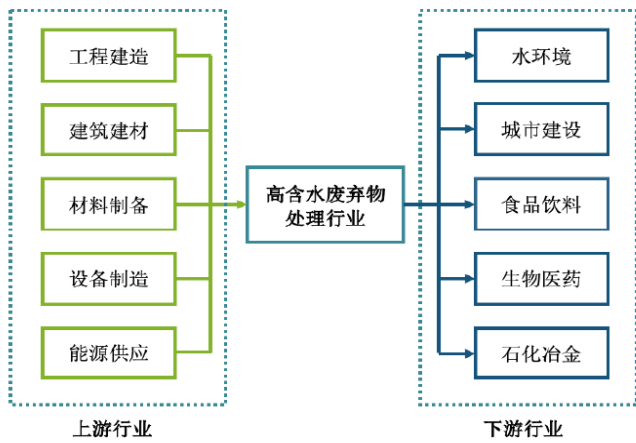 工程建造
建筑建材
材料制备
设备制造
能源供应
上游行业
高含水废弃物
处理行业
水环境
城市建设
食品饮料
生物医药
石化冶金
下游行业